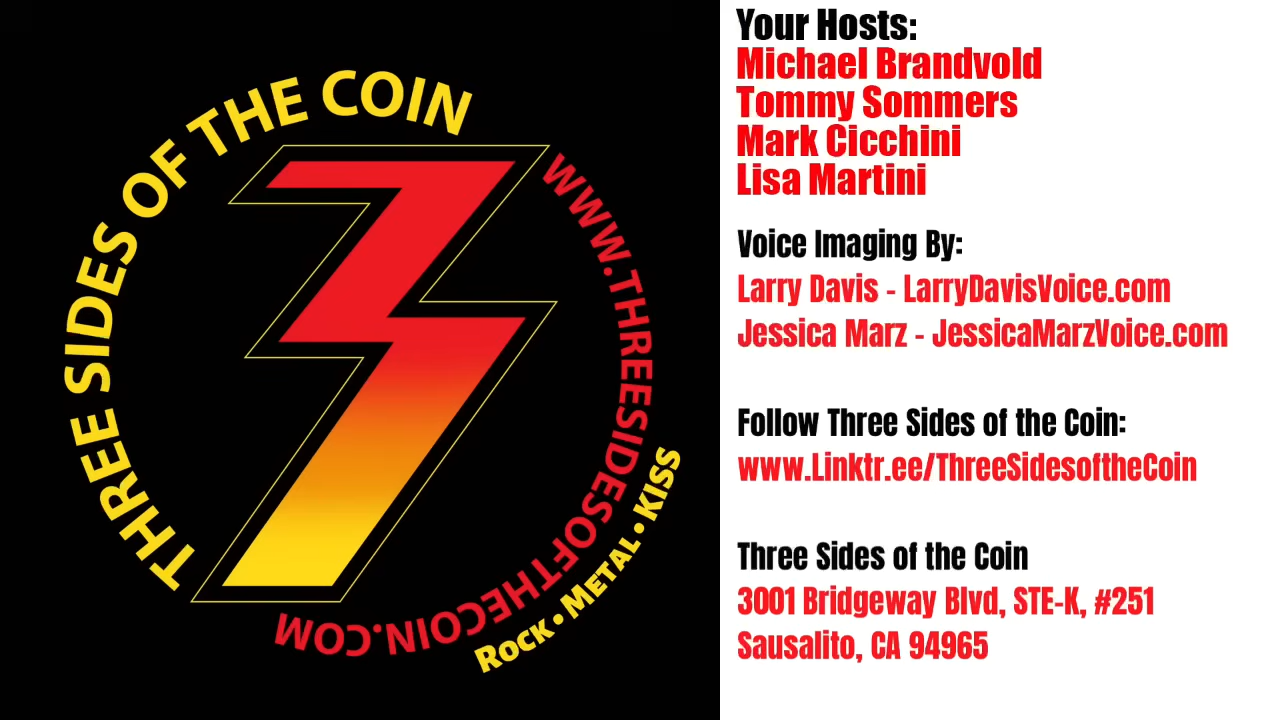 THREE SIDES OF THE COIN
WWW.THREESIDESOFTHECOIN.COM
ROCK • METAL • KISS
Your Hosts:
Michael Brandvold
Tommy Sommers
Mark Cicchini
Lisa Martini
Voice Imaging By:
Larry Davis - LarryDavisVoice.com
Jessica Marz - JessicaMarzVoice.com
Follow Three Sides of the Coin:
www.Linktr.ee/ThreeSidesoftheCoin
Three Sides of the Coin
3001 Bridgeway Blvd, STE-K, #251
Sausalito, CA 94965